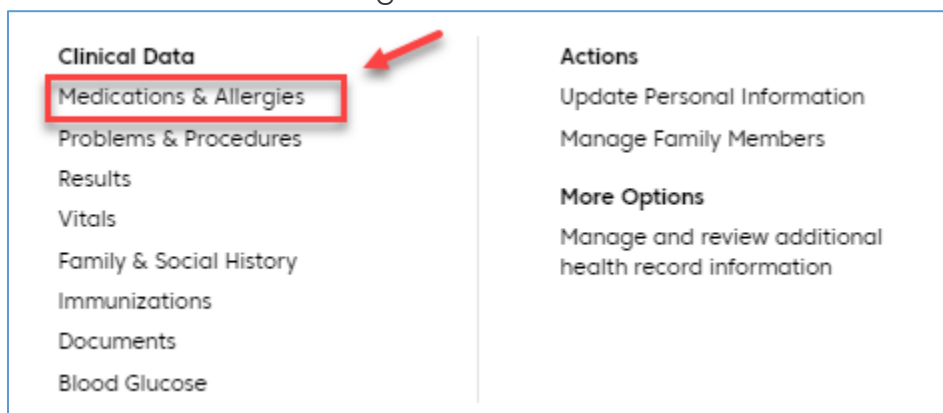 Clinical Data
Medications & Allergies
Problems & Procedures
Results
Vitals
Family & Social History
Immunizations
Documents
Blood Glucose
Actions
Update Personal Information
Manage Family Members
More Options
Manage and review additional
health record information